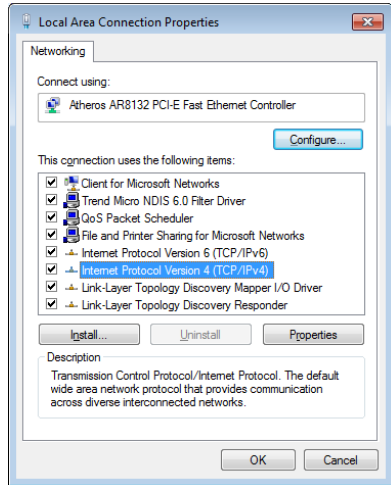 Local Area Connection Properties
Networking
Connect using:
Atheros AR8132 PCI-E Fast Ethernet Controller
Configure...
This connection uses the following items:
Client for Microsoft Networks
Trend Micro NDIS 6.0 Filter Driver
QoS Packet Scheduler
File and Printer Sharing for Microsoft Networks
Internet Protocol Version 6 (TCP/IPv6)
Internet Protocol Version 4 (TCP/IPv4)
Link-Layer Topology Discovery Mapper I/O Driver
Link-Layer Topology Discovery Responder
Install... Uninstall Properties
Description
Transmission Control Protocol/Internet Protocol. The default
wide area network protocol that provides communication
across diverse interconnected networks.
OK Cancel